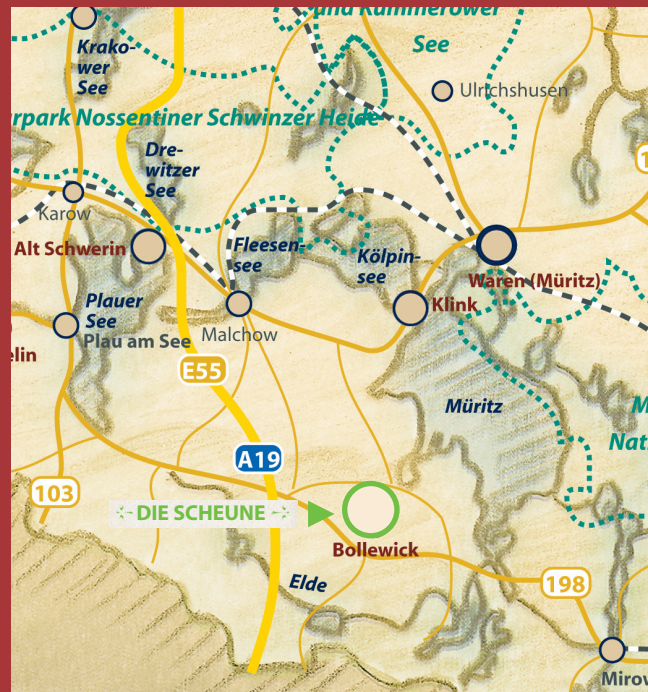 und Kummerower
See
Krako-
wer
See
Ulrichshusen
rpark Nossentiner Schwinzer Heide
Dre-
witzer
See
Karow
Alt Schwerin
Fleesen-
see
Kölpin-
see
Waren (Müritz)
Plauer
See
Klink
Malchow
Plau am See
elin
E55
Müritz
A19
103
DIE SCHEUNE
Bollewick
Elde
198
Mirow